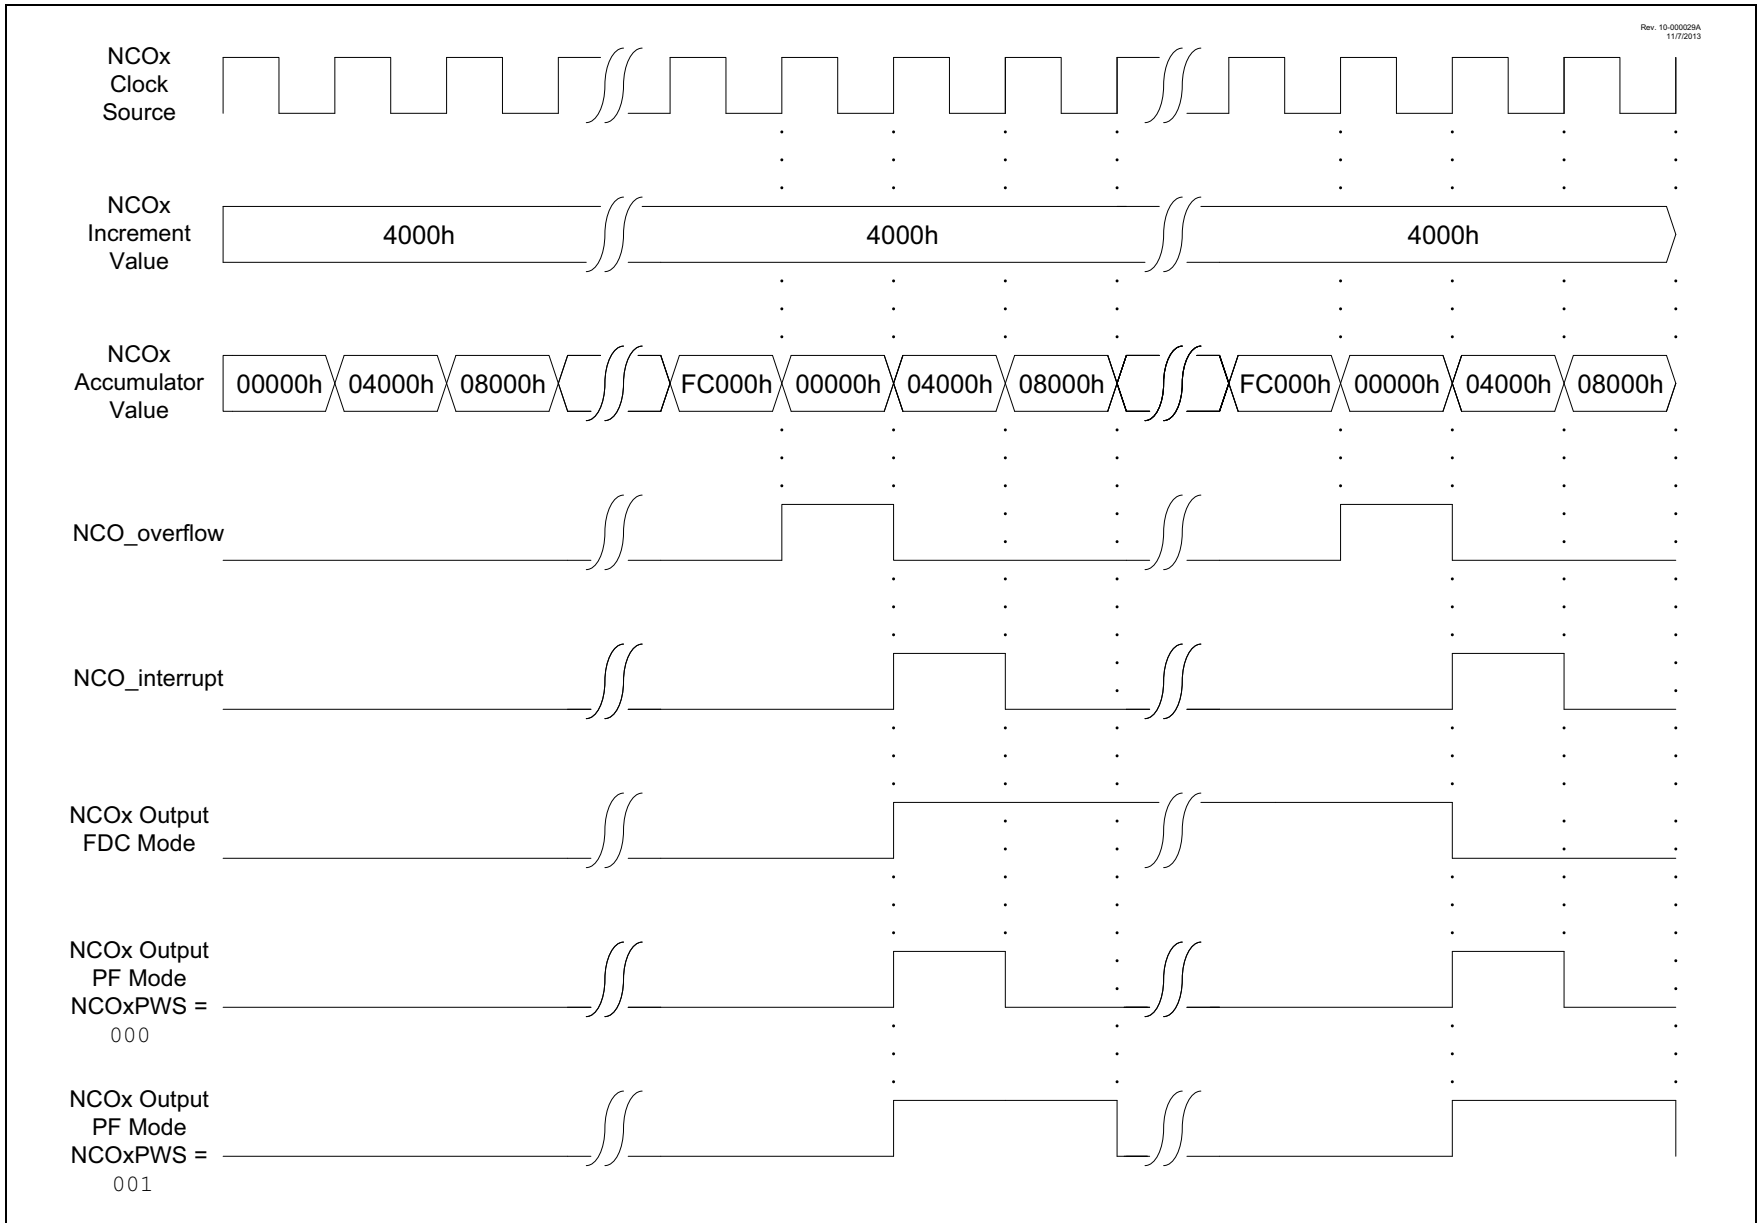 Rev. 10-000029A
11/7/2013
NCOx
Clock
Source
NCOx
Increment
Value
4000h
4000h
4000h
NCOx
Accumulator
Value
00000h 04000h 08000h FC000h 00000h 04000h 08000h FC000h 00000h 04000h 08000h
NCO_overflow
NCO_interrupt
NCOx Output
FDC Mode
NCOx Output
PF Mode
NCOxPWS =
000
NCOx Output
PF Mode
NCOxPWS =
001